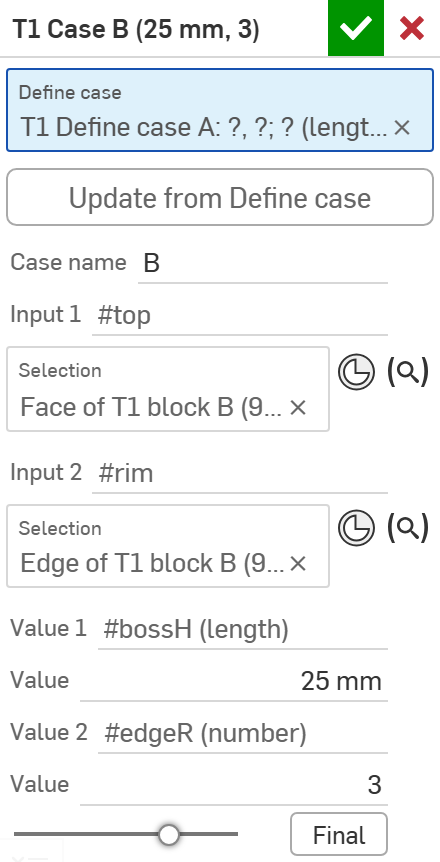 T1 Case B (25 mm, 3)
Define case
T1 Define case A: ?, ?; ? (lengt...
Update from Define case
Case name B
Input 1 #top
Selection
Face of T1 block B (9...
Input 2 #rim
Selection
Edge of T1 block B (9...
Value 1 #bossH (length)
Value 25 mm
Value 2 #edgeR (number)
Value 3
Final